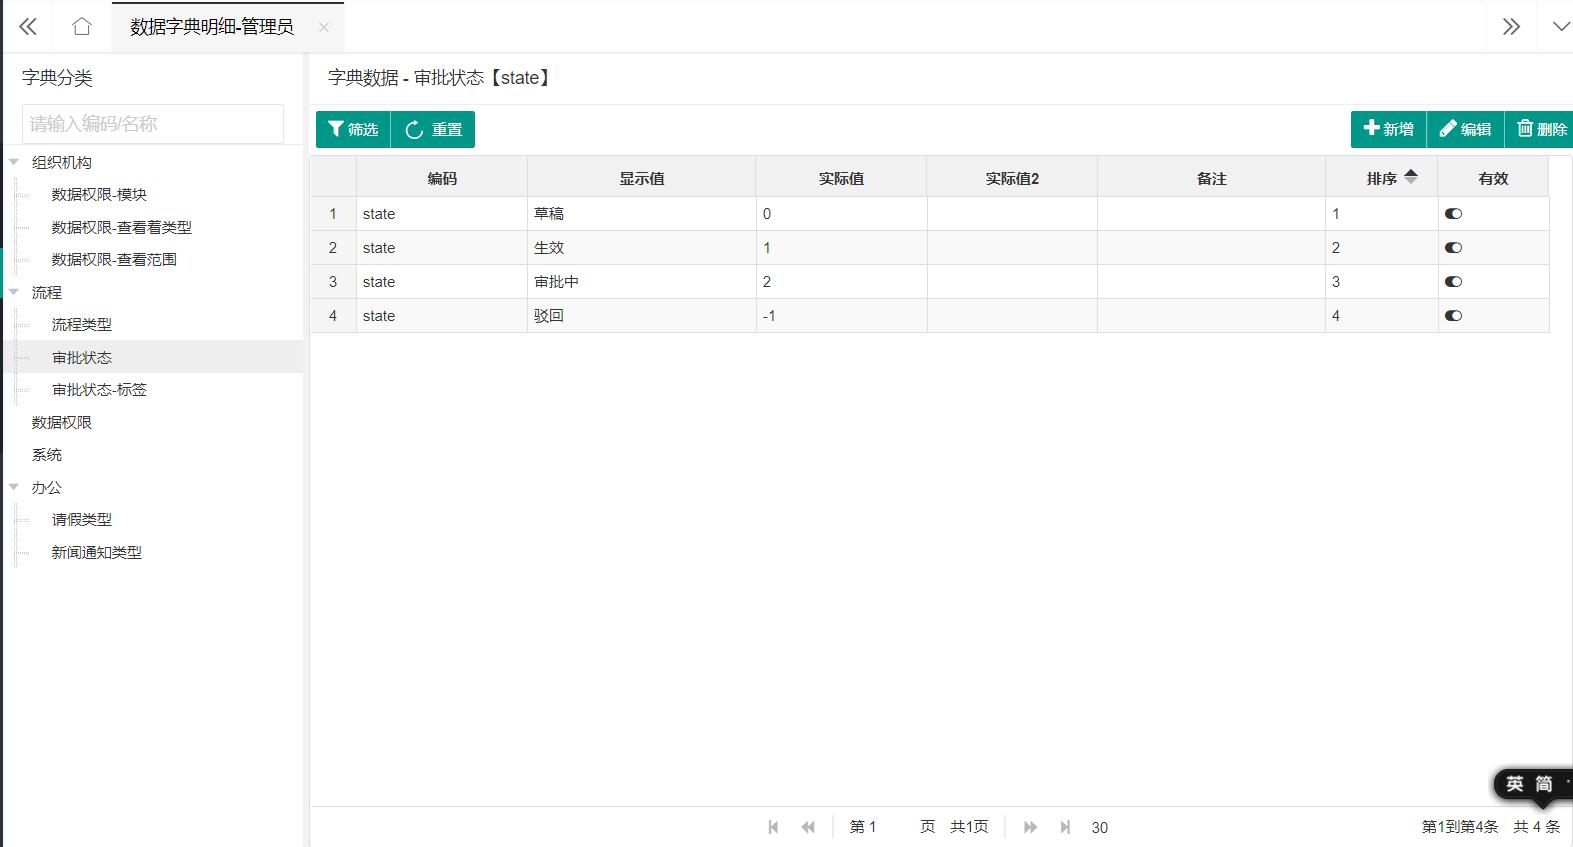 数据字典明细-管理员
字典分类
请输入编码/名称
组织机构
数据权限-模块
数据权限-查看着类型
数据权限-查看范围
流程
流程类型
审批状态
审批状态-标签
数据权限
系统
办公
请假类型
新闻通知类型
字典数据 - 审批状态【state】
筛选 重置 新增 编辑 删除
编码 显示值 实际值 实际值2 备注 排序 有效
1 state 草稿 0 1
2 state 生效 1 2
3 state 审批中 2 3
4 state 驳回 -1 4
英 简
第 1 页 共1页 30 第1到第4条 共 4 条